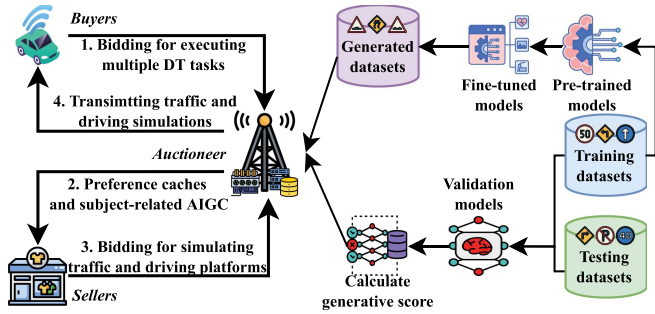 Buyers
1. Bidding for executing
multiple DT tasks
4. Transimtting traffic and
driving simulations
Auctioneer
2. Preference caches
and subject-related AIGC
3. Bidding for simulating
traffic and driving platforms
Sellers
Generated
datasets
Fine-tuned
models
Pre-trained
models
50
Training
datasets
Validation
models
Testing
datasets
Calculate
generative score